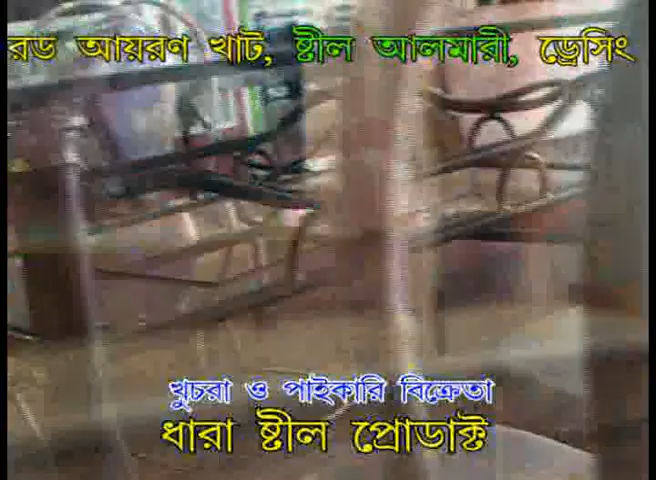 রড আয়রণ খাট, ষ্টীল আলমারী, ড্রেসিং
খুচরা ও পাইকারি বিক্রেতা
ধারা ষ্টীল প্রোডাক্ট